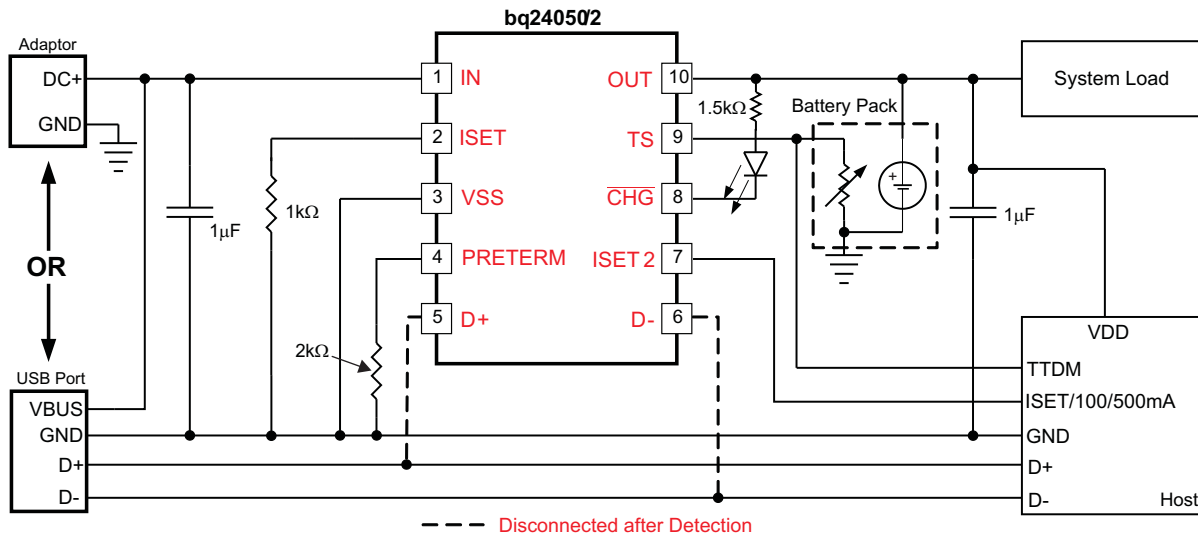 bq24050/2
Adaptor
DC+
GND
OR
USB Port
VBUS
GND
D+
D-
1μF
1kΩ
2kΩ
1 IN
2 ISET
3 VSS
4 PRETERM
5 D+
OUT 10
TS 9
CHG 8
ISET2 7
D- 6
1.5kΩ
Battery Pack
+
1μF
System Load
VDD
TTDM
ISET/100/500mA
GND
D+
D-
Host
Disconnected after Detection